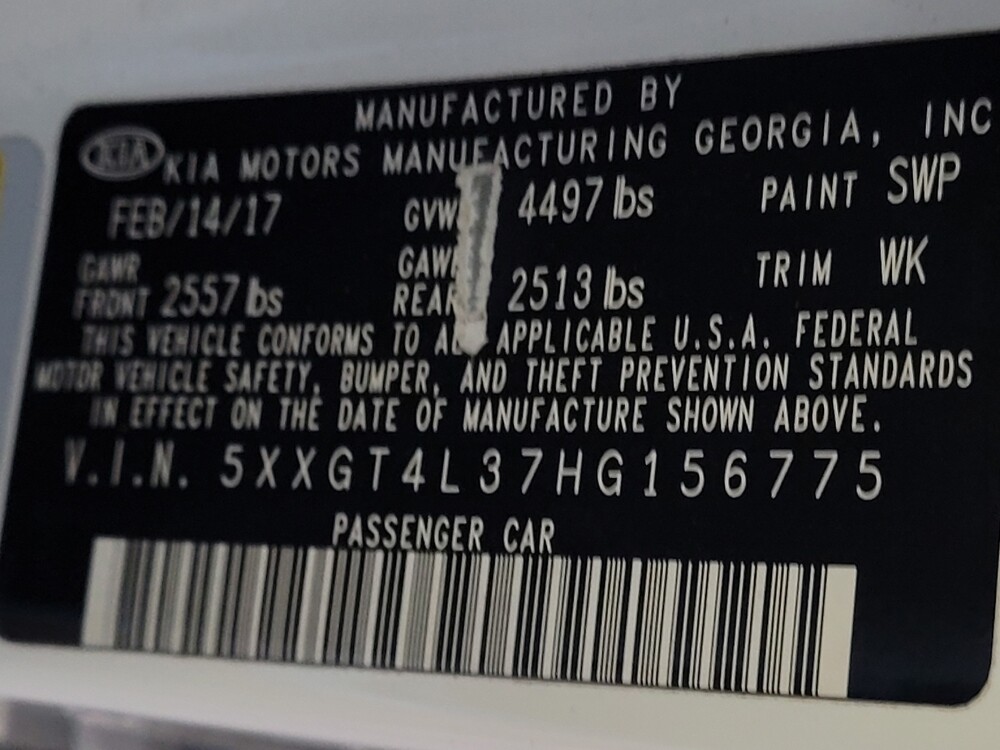 MANUFACTURED BY
KIA KIA MOTORS MANUFACTURING GEORGIA, INC
FEB/14/17 GVW 4497 lbs PAINT SWP
GAWR FRONT 2557 lbs GAW REAR 2513 lbs TRIM WK
THIS VEHICLE CONFORMS TO ALL APPLICABLE U.S.A. FEDERAL
MOTOR VEHICLE SAFETY, BUMPER, AND THEFT PREVENTION STANDARDS
IN EFFECT ON THE DATE OF MANUFACTURE SHOWN ABOVE.
V.I.N. 5XXGT4L37HG156775
PASSENGER CAR